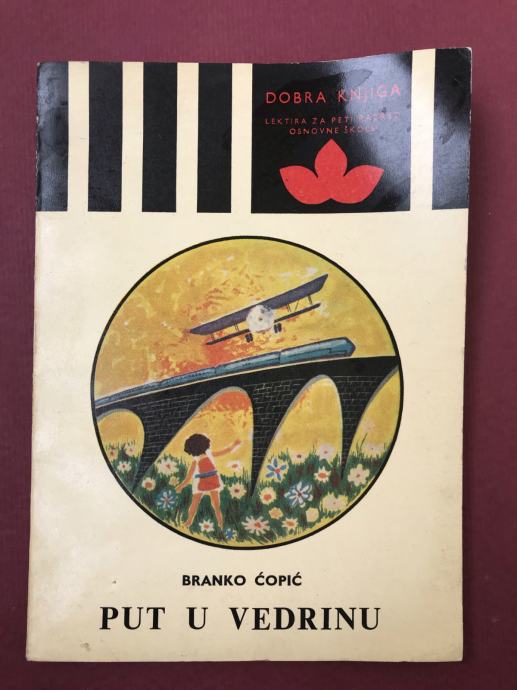 DOBRA KNJIGA
LEKTIRA ZA PETI RAZRED
OSNOVNE ŠKOLE
BRANKO ĆOPIĆ
PUT U VEDRINU